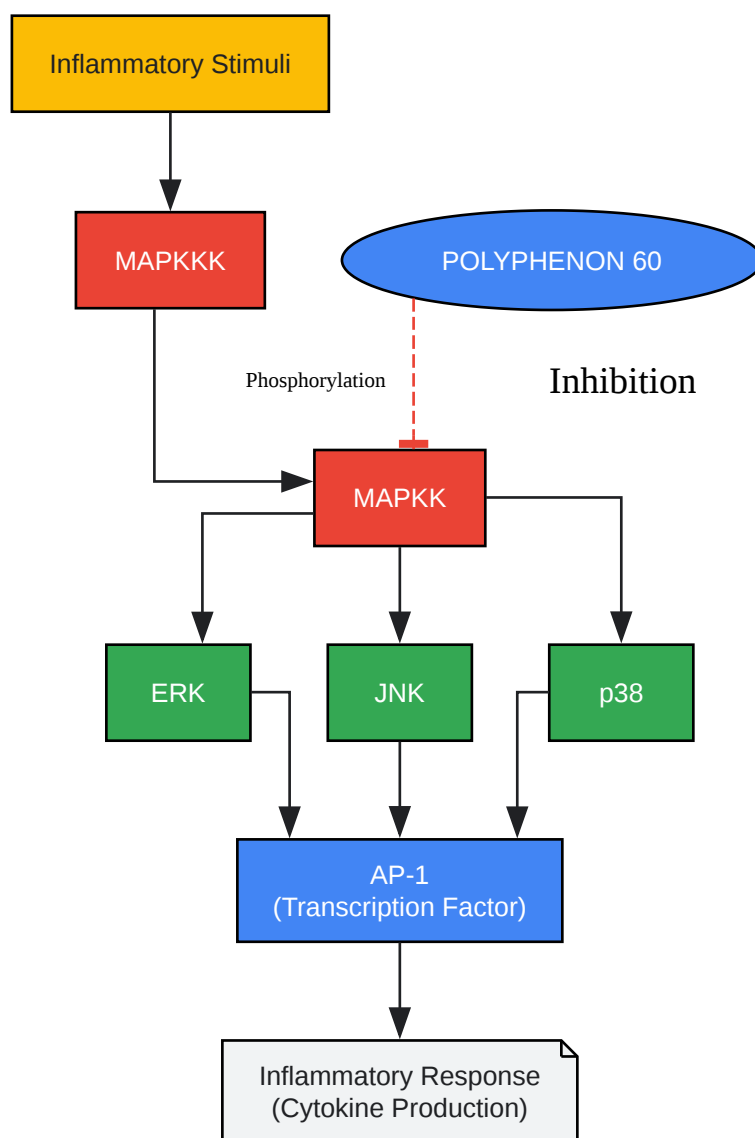 Inflammatory Stimuli
MAPKKK
POLYPHENON 60
Phosphorylation
Inhibition
MAPKK
ERK
JNK
p38
AP-1
(Transcription Factor)
Inflammatory Response
(Cytokine Production)